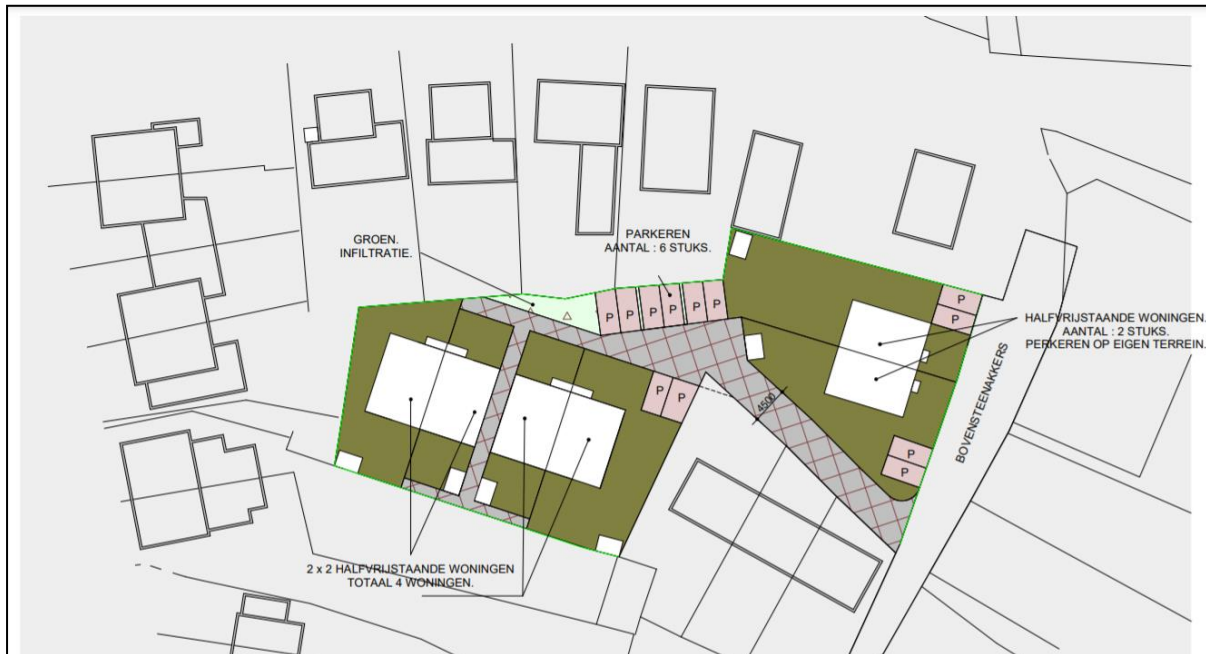 PARKEREN
AANTAL : 6 STUKS.
GROEN.
INFILTRATIE.
P P P P P P
P
P
HALFVRIJSTAANDE WONINGEN.
AANTAL : 2 STUKS.
PERKEREN OP EIGEN TERREIN.
P P
4500
BOVENSTEENAKKERS
P
P
2 x 2 HALFVRIJSTAANDE WONINGEN
TOTAAL 4 WONINGEN.